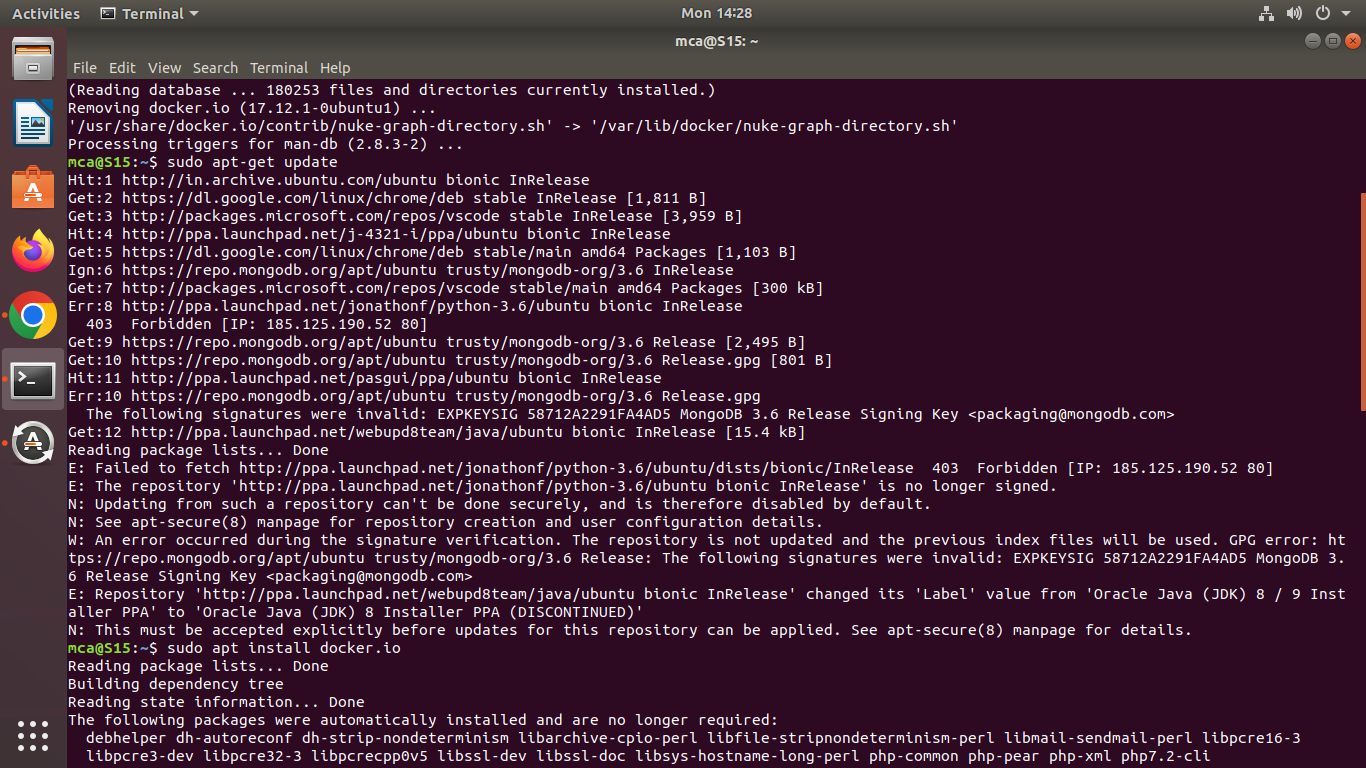 Activities
Terminal
Mon 14:28
mca@S15: ~
File Edit View Search Terminal Help
(Reading database ... 180253 files and directories currently installed.)
Removing docker.io (17.12.1-0ubuntu1) ...
'/usr/share/docker.io/contrib/nuke-graph-directory.sh' -> '/var/lib/docker/nuke-graph-directory.sh'
Processing triggers for man-db (2.8.3-2) ...
mca@S15:~$ sudo apt-get update
Hit:1 http://in.archive.ubuntu.com/ubuntu bionic InRelease
Get:2 https://dl.google.com/linux/chrome/deb stable InRelease [1,811 B]
Get:3 http://packages.microsoft.com/repos/vscode stable InRelease [3,959 B]
Hit:4 http://ppa.launchpad.net/j-4321-i/ppa/ubuntu bionic InRelease
Get:5 https://dl.google.com/linux/chrome/deb stable/main amd64 Packages [1,103 B]
Ign:6 https://repo.mongodb.org/apt/ubuntu trusty/mongodb-org/3.6 InRelease
Get:7 http://packages.microsoft.com/repos/vscode stable/main amd64 Packages [300 kB]
Err:8 http://ppa.launchpad.net/jonathonf/python-3.6/ubuntu bionic InRelease
  403  Forbidden [IP: 185.125.190.52 80]
Get:9 https://repo.mongodb.org/apt/ubuntu trusty/mongodb-org/3.6 Release [2,495 B]
Get:10 https://repo.mongodb.org/apt/ubuntu trusty/mongodb-org/3.6 Release.gpg [801 B]
Hit:11 http://ppa.launchpad.net/pasgui/ppa/ubuntu bionic InRelease
Err:10 https://repo.mongodb.org/apt/ubuntu trusty/mongodb-org/3.6 Release.gpg
  The following signatures were invalid: EXPKEYSIG 58712A2291FA4AD5 MongoDB 3.6 Release Signing Key <packaging@mongodb.com>
Get:12 http://ppa.launchpad.net/webupd8team/java/ubuntu bionic InRelease [15.4 kB]
Reading package lists... Done
E: Failed to fetch http://ppa.launchpad.net/jonathonf/python-3.6/ubuntu/dists/bionic/InRelease  403  Forbidden [IP: 185.125.190.52 80]
E: The repository 'http://ppa.launchpad.net/jonathonf/python-3.6/ubuntu bionic InRelease' is no longer signed.
N: Updating from such a repository can't be done securely, and is therefore disabled by default.
N: See apt-secure(8) manpage for repository creation and user configuration details.
W: An error occurred during the signature verification. The repository is not updated and the previous index files will be used. GPG error: ht
tps://repo.mongodb.org/apt/ubuntu trusty/mongodb-org/3.6 Release: The following signatures were invalid: EXPKEYSIG 58712A2291FA4AD5 MongoDB 3.
6 Release Signing Key <packaging@mongodb.com>
E: Repository 'http://ppa.launchpad.net/webupd8team/java/ubuntu bionic InRelease' changed its 'Label' value from 'Oracle Java (JDK) 8 / 9 Inst
aller PPA' to 'Oracle Java (JDK) 8 Installer PPA (DISCONTINUED)'
N: This must be accepted explicitly before updates for this repository can be applied. See apt-secure(8) manpage for details.
mca@S15:~$ sudo apt install docker.io
Reading package lists... Done
Building dependency tree
Reading state information... Done
The following packages were automatically installed and are no longer required:
  debhelper dh-autoreconf dh-strip-nondeterminism libarchive-cpio-perl libfile-stripnondeterminism-perl libmail-sendmail-perl libpcre16-3
  libpcre3-dev libpcre32-3 libpcrecpp0v5 libssl-dev libssl-doc libsys-hostname-long-perl php-common php-pear php-xml php7.2-cli